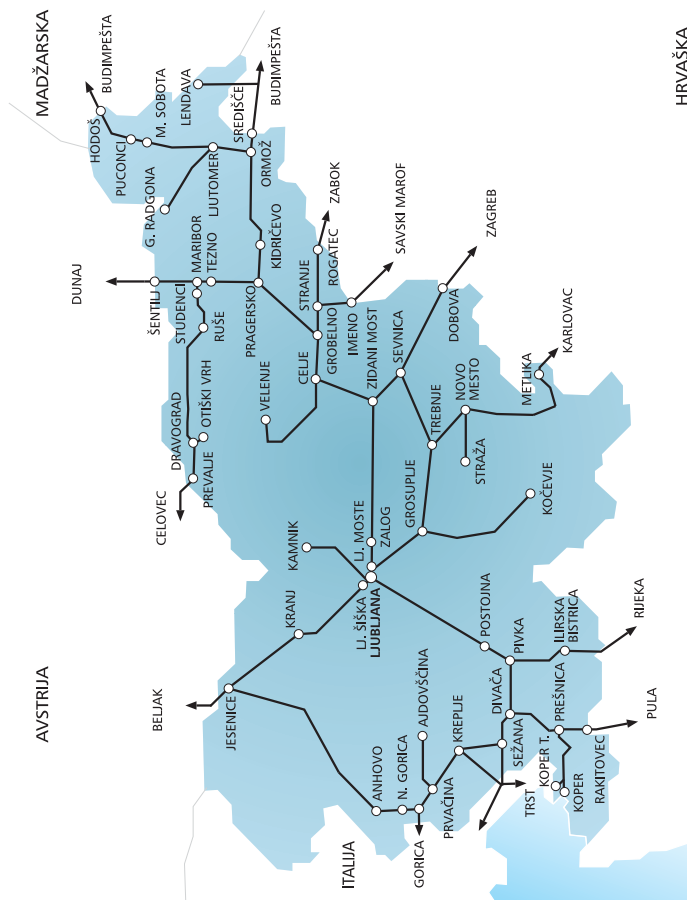 MADŽARSKA
HRVAŠKA
AVSTRIJA
ITALIJA
BUDIMPEŠTA
HODOŠ
PUCONCI
M. SOBOTA
LENDAVA
SREDIŠČE
BUDIMPEŠTA
G. RADGONA
LJUTOMER
ORMOŽ
DUNAJ
ŠENTILJ
STUDENCI
MARIBOR
TEZNO
RUŠE
KIDRIČEVO
PRAGERSKO
STRANJE
ROGATEC
ZABOK
SAVSKI MAROF
GROBELNO
IMENO
CELJE
VELENJE
ZIDANI MOST
SEVNICA
DOBOVA
ZAGREB
DRAVOGRAD
OTIŠKI VRH
PREVALJE
CELOVEC
TREBNJE
NOVO
MESTO
METLIKA
KARLOVAC
STRAŽA
KOČEVJE
GROSUPLJE
LJ. MOSTE
ZALOG
KAMNIK
LJ. ŠIŠKA
LJUBLJANA
KRANJ
JESENICE
BELJAK
POSTOJNA
PIVKA
ILIRSKA
BISTRICA
RIJEKA
DIVAČA
PREŠNICA
PULA
RAKITOVEC
SEŽANA
KOPER T.
KOPER
TRST
KREPLJE
AJDOVŠČINA
PRVAČINA
ANHOVO
N. GORICA
GORICA